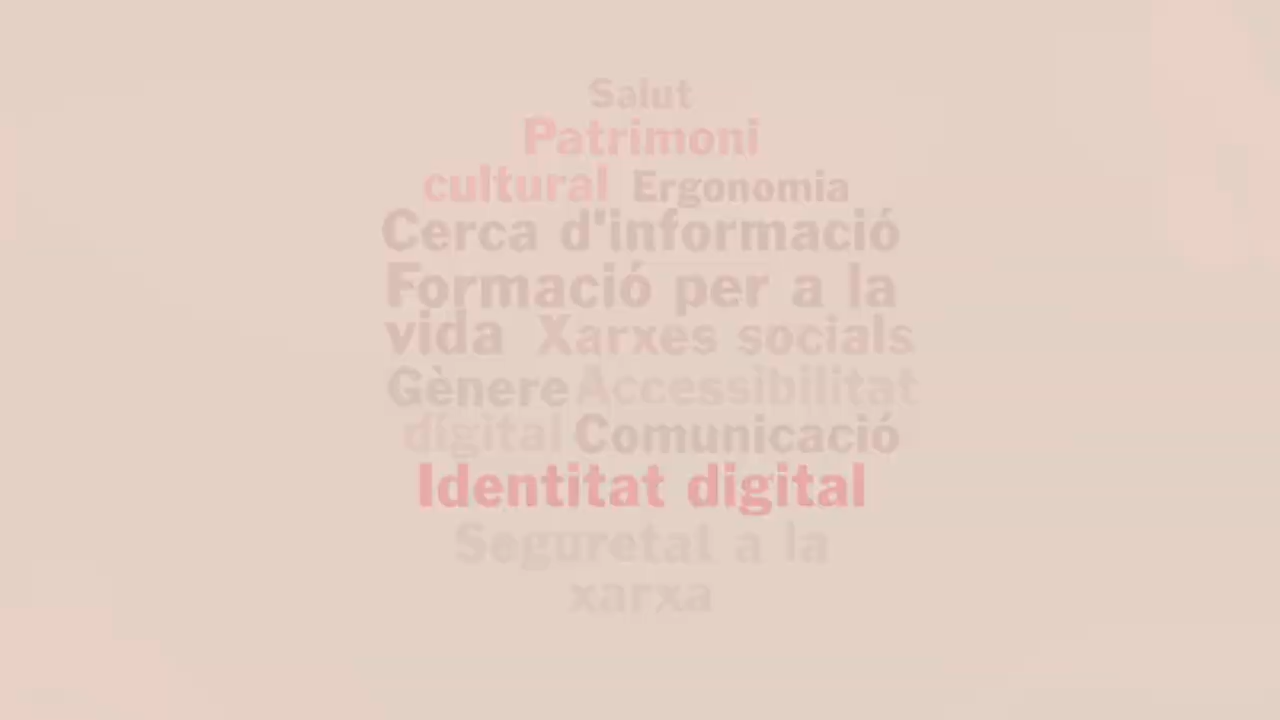 Salut
Patrimoni
cultural Ergonomia
Cerca d'informació
Formació per a la
vida Xarxes socials
Gènere Accessibilitat
digital Comunicació
Identitat digital
Seguretat a la
xarxa